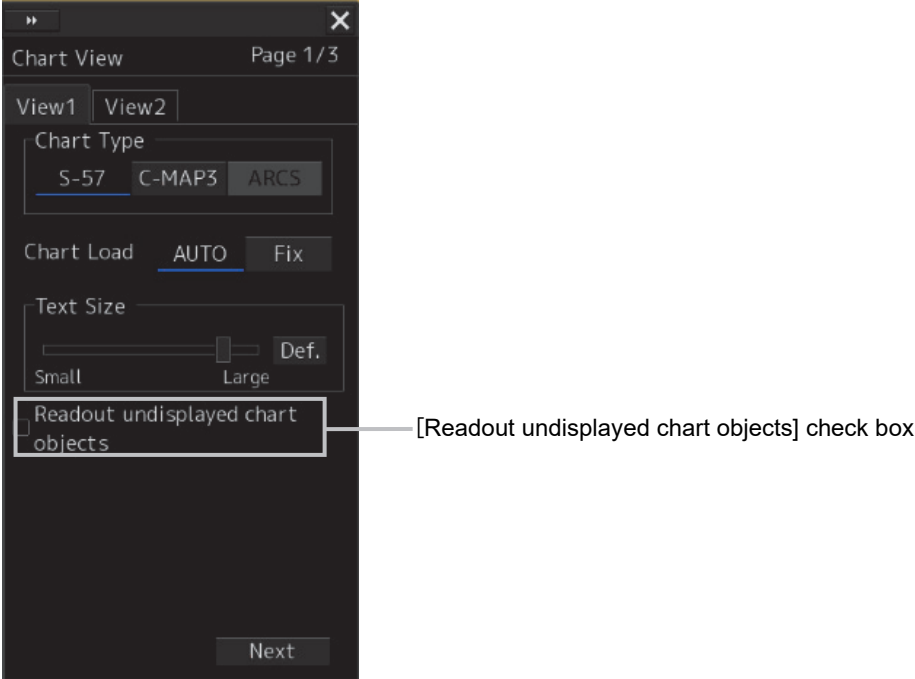 Chart View Page 1/3
View1 View2
Chart Type
S-57 C-MAP3 ARCS
Chart Load AUTO Fix
Text Size
Def.
Small Large
Readout undisplayed chart
objects
[Readout undisplayed chart objects] check box
Next